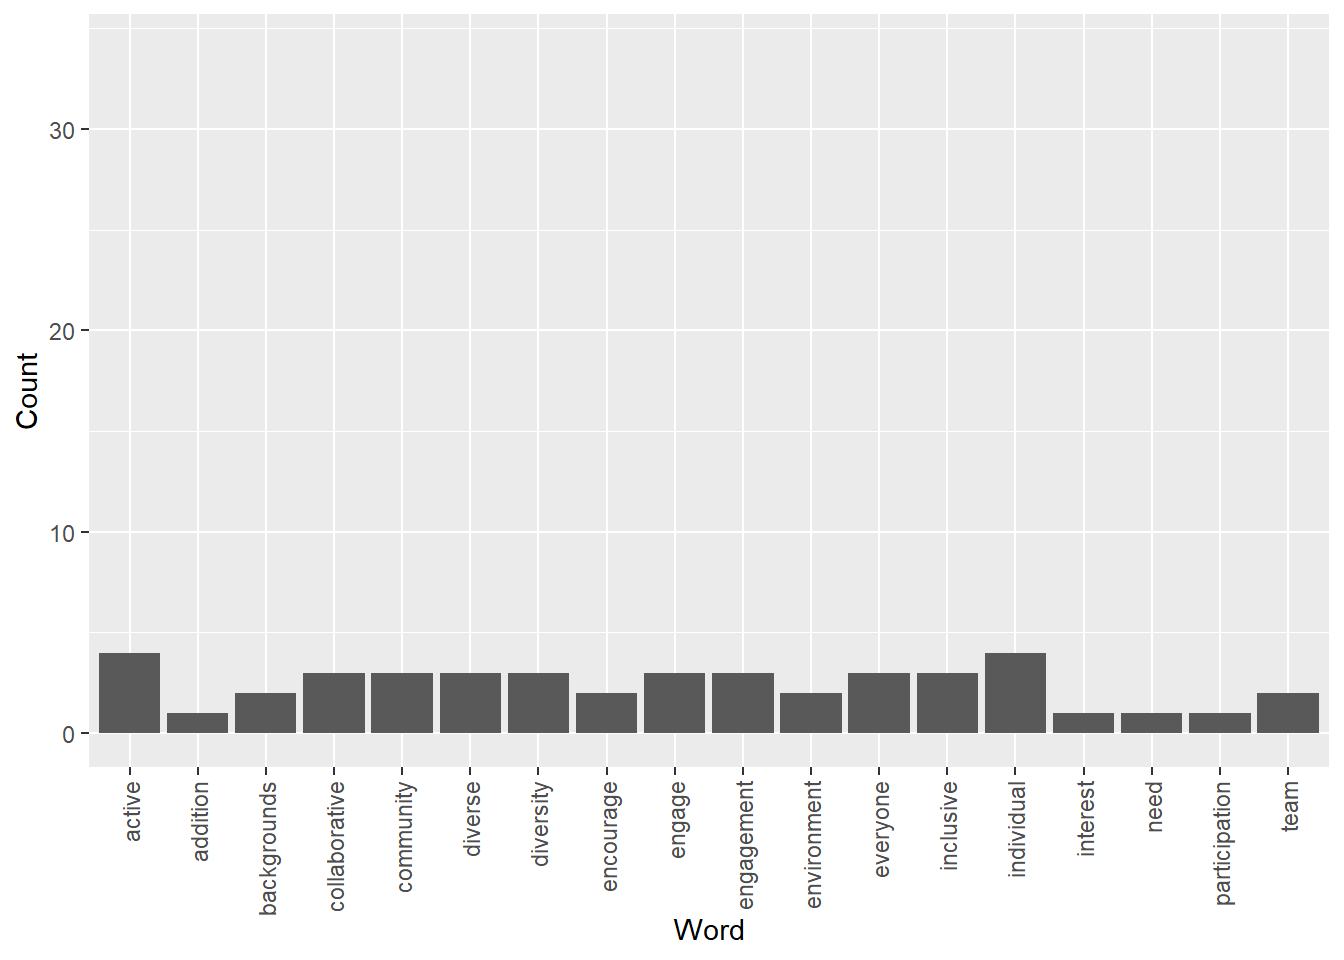 30
20
10
0
Count
active
addition
backgrounds
collaborative
community
diverse
diversity
encourage
engage
engagement
environment
everyone
inclusive
individual
interest
need
participation
team
Word